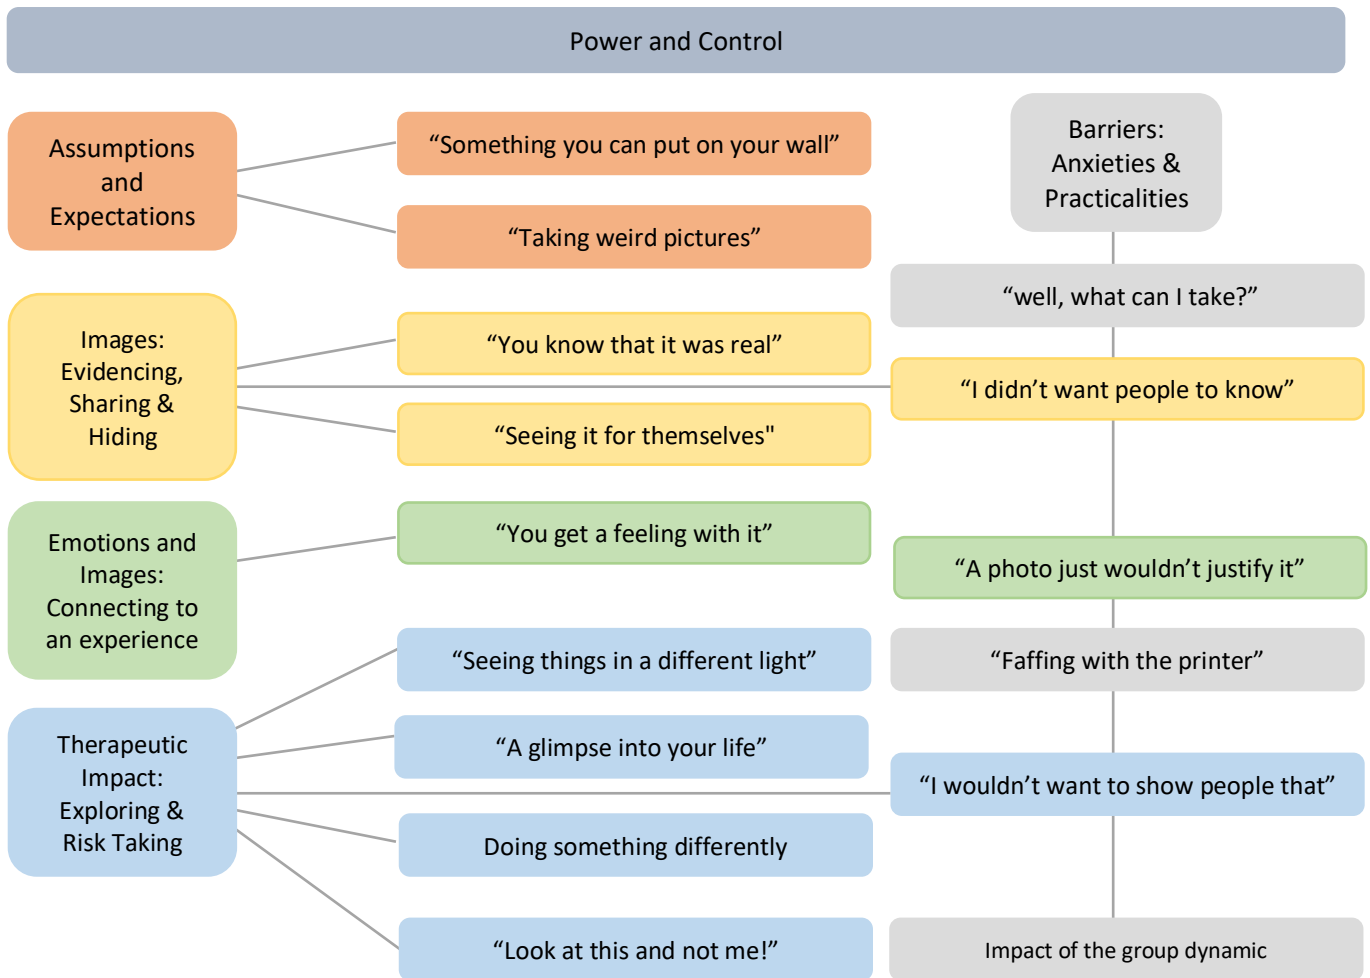 Power and Control
Assumptions
and
Expectations
“Something you can put on your wall”
“Taking weird pictures”
Barriers:
Anxieties &
Practicalities
“well, what can I take?”
Images:
Evidencing,
Sharing &
Hiding
“You know that it was real”
“I didn’t want people to know”
“Seeing it for themselves"
Emotions and
Images:
Connecting to
an experience
“You get a feeling with it”
“A photo just wouldn’t justify it”
“Faffing with the printer”
Therapeutic
Impact:
Exploring &
Risk Taking
“Seeing things in a different light”
“A glimpse into your life”
“I wouldn’t want to show people that”
Doing something differently
“Look at this and not me!”
Impact of the group dynamic